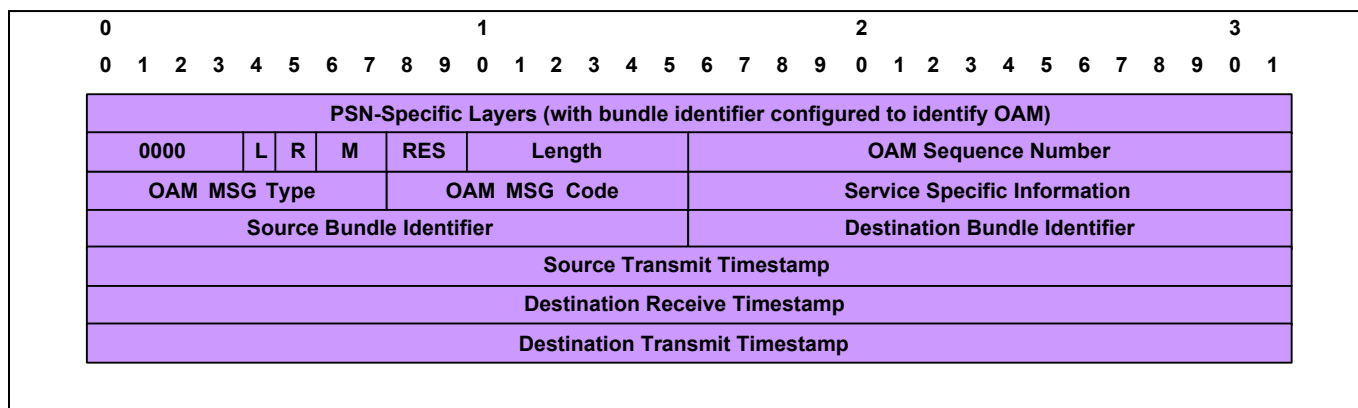 0 1 2 3
0 1 2 3 4 5 6 7 8 9 0 1 2 3 4 5 6 7 8 9 0 1 2 3 4 5 6 7 8 9 0 1
PSN-Specific Layers (with bundle identifier configured to identify OAM)
0000 L R M RES Length OAM Sequence Number
OAM MSG Type OAM MSG Code Service Specific Information
Source Bundle Identifier Destination Bundle Identifier
Source Transmit Timestamp
Destination Receive Timestamp
Destination Transmit Timestamp